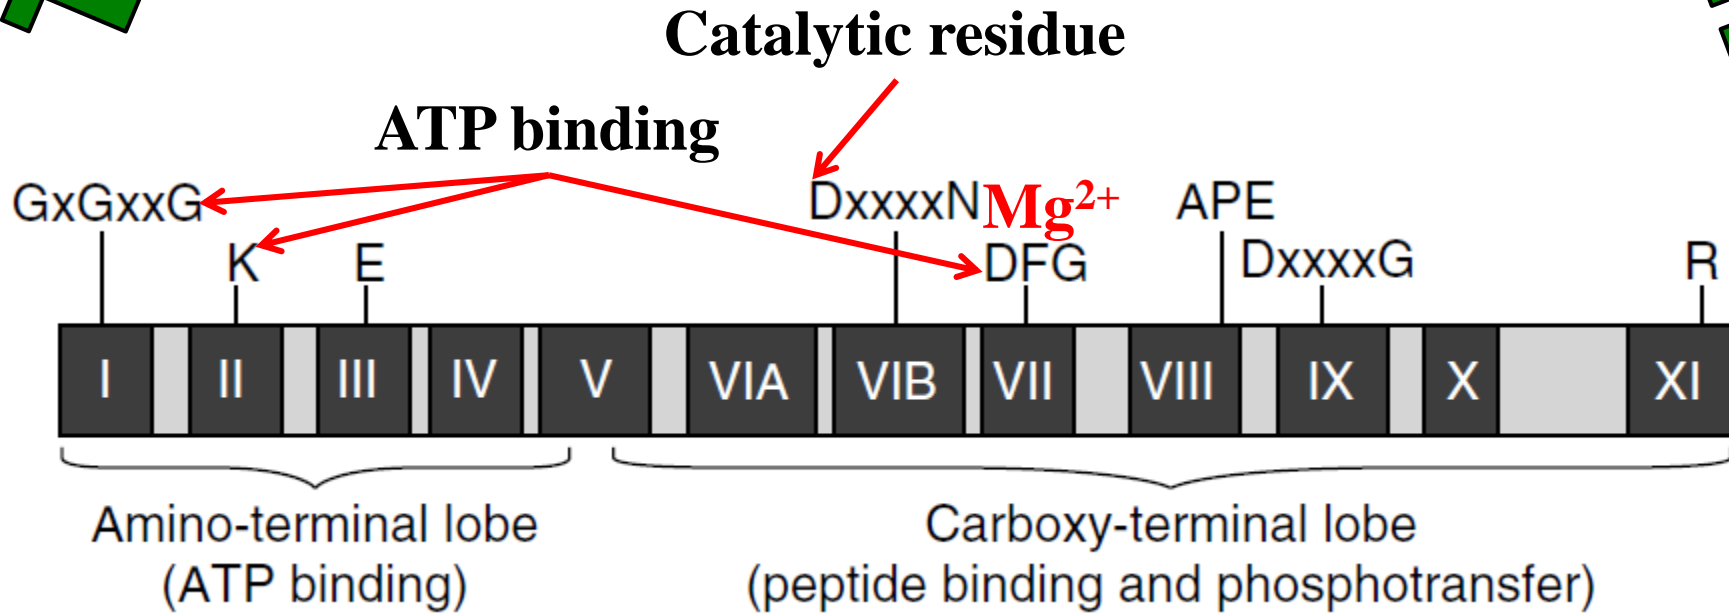 Catalytic residue
ATP binding
GxGxxG
DxxxxN
Mg²⁺
APE
K
E
DFG
DxxxxG
R
I II III IV V VIA VIB VII VIII IX X XI
Amino-terminal lobe
(ATP binding)
Carboxy-terminal lobe
(peptide binding and phosphotransfer)